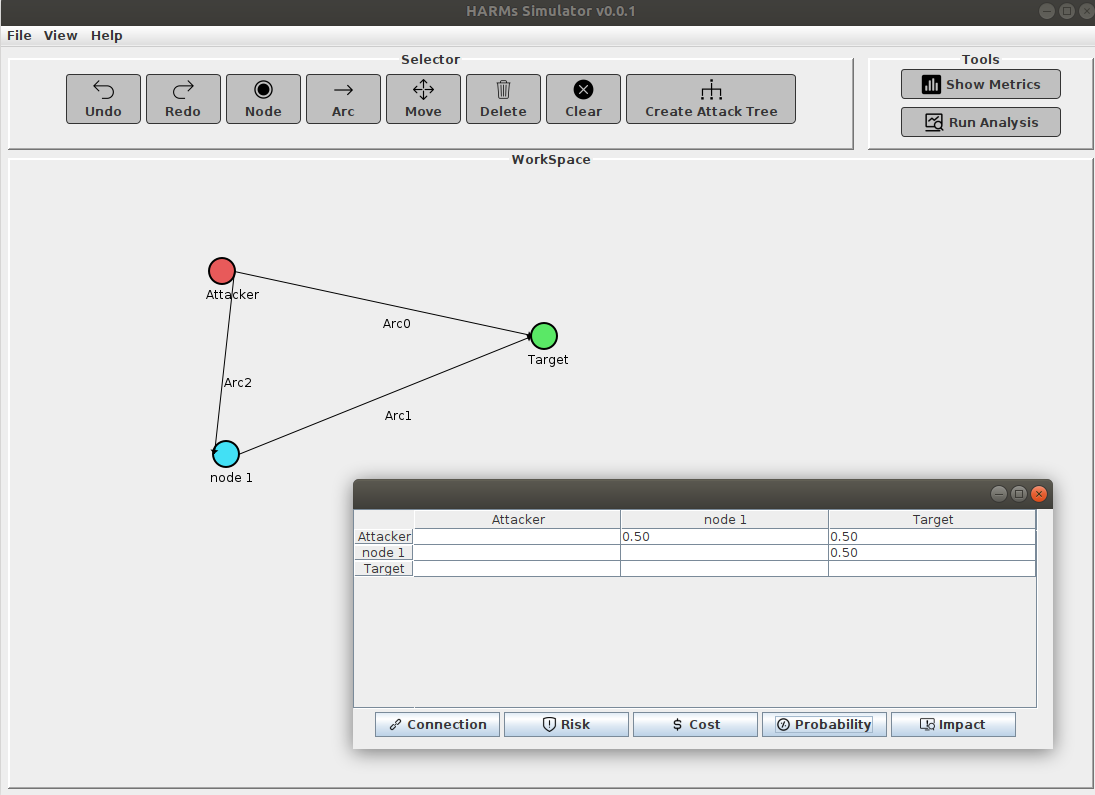 HARMs Simulator v0.0.1
File View Help
Selector
Tools
Undo Redo Node Arc Move Delete Clear Create Attack Tree
Show Metrics
Run Analysis
WorkSpace
Attacker
Arc0
Target
Arc2
Arc1
node 1
Attacker node 1 Target
Attacker 0.50 0.50
node 1 0.50
Target
Connection Risk $ Cost Probability Impact